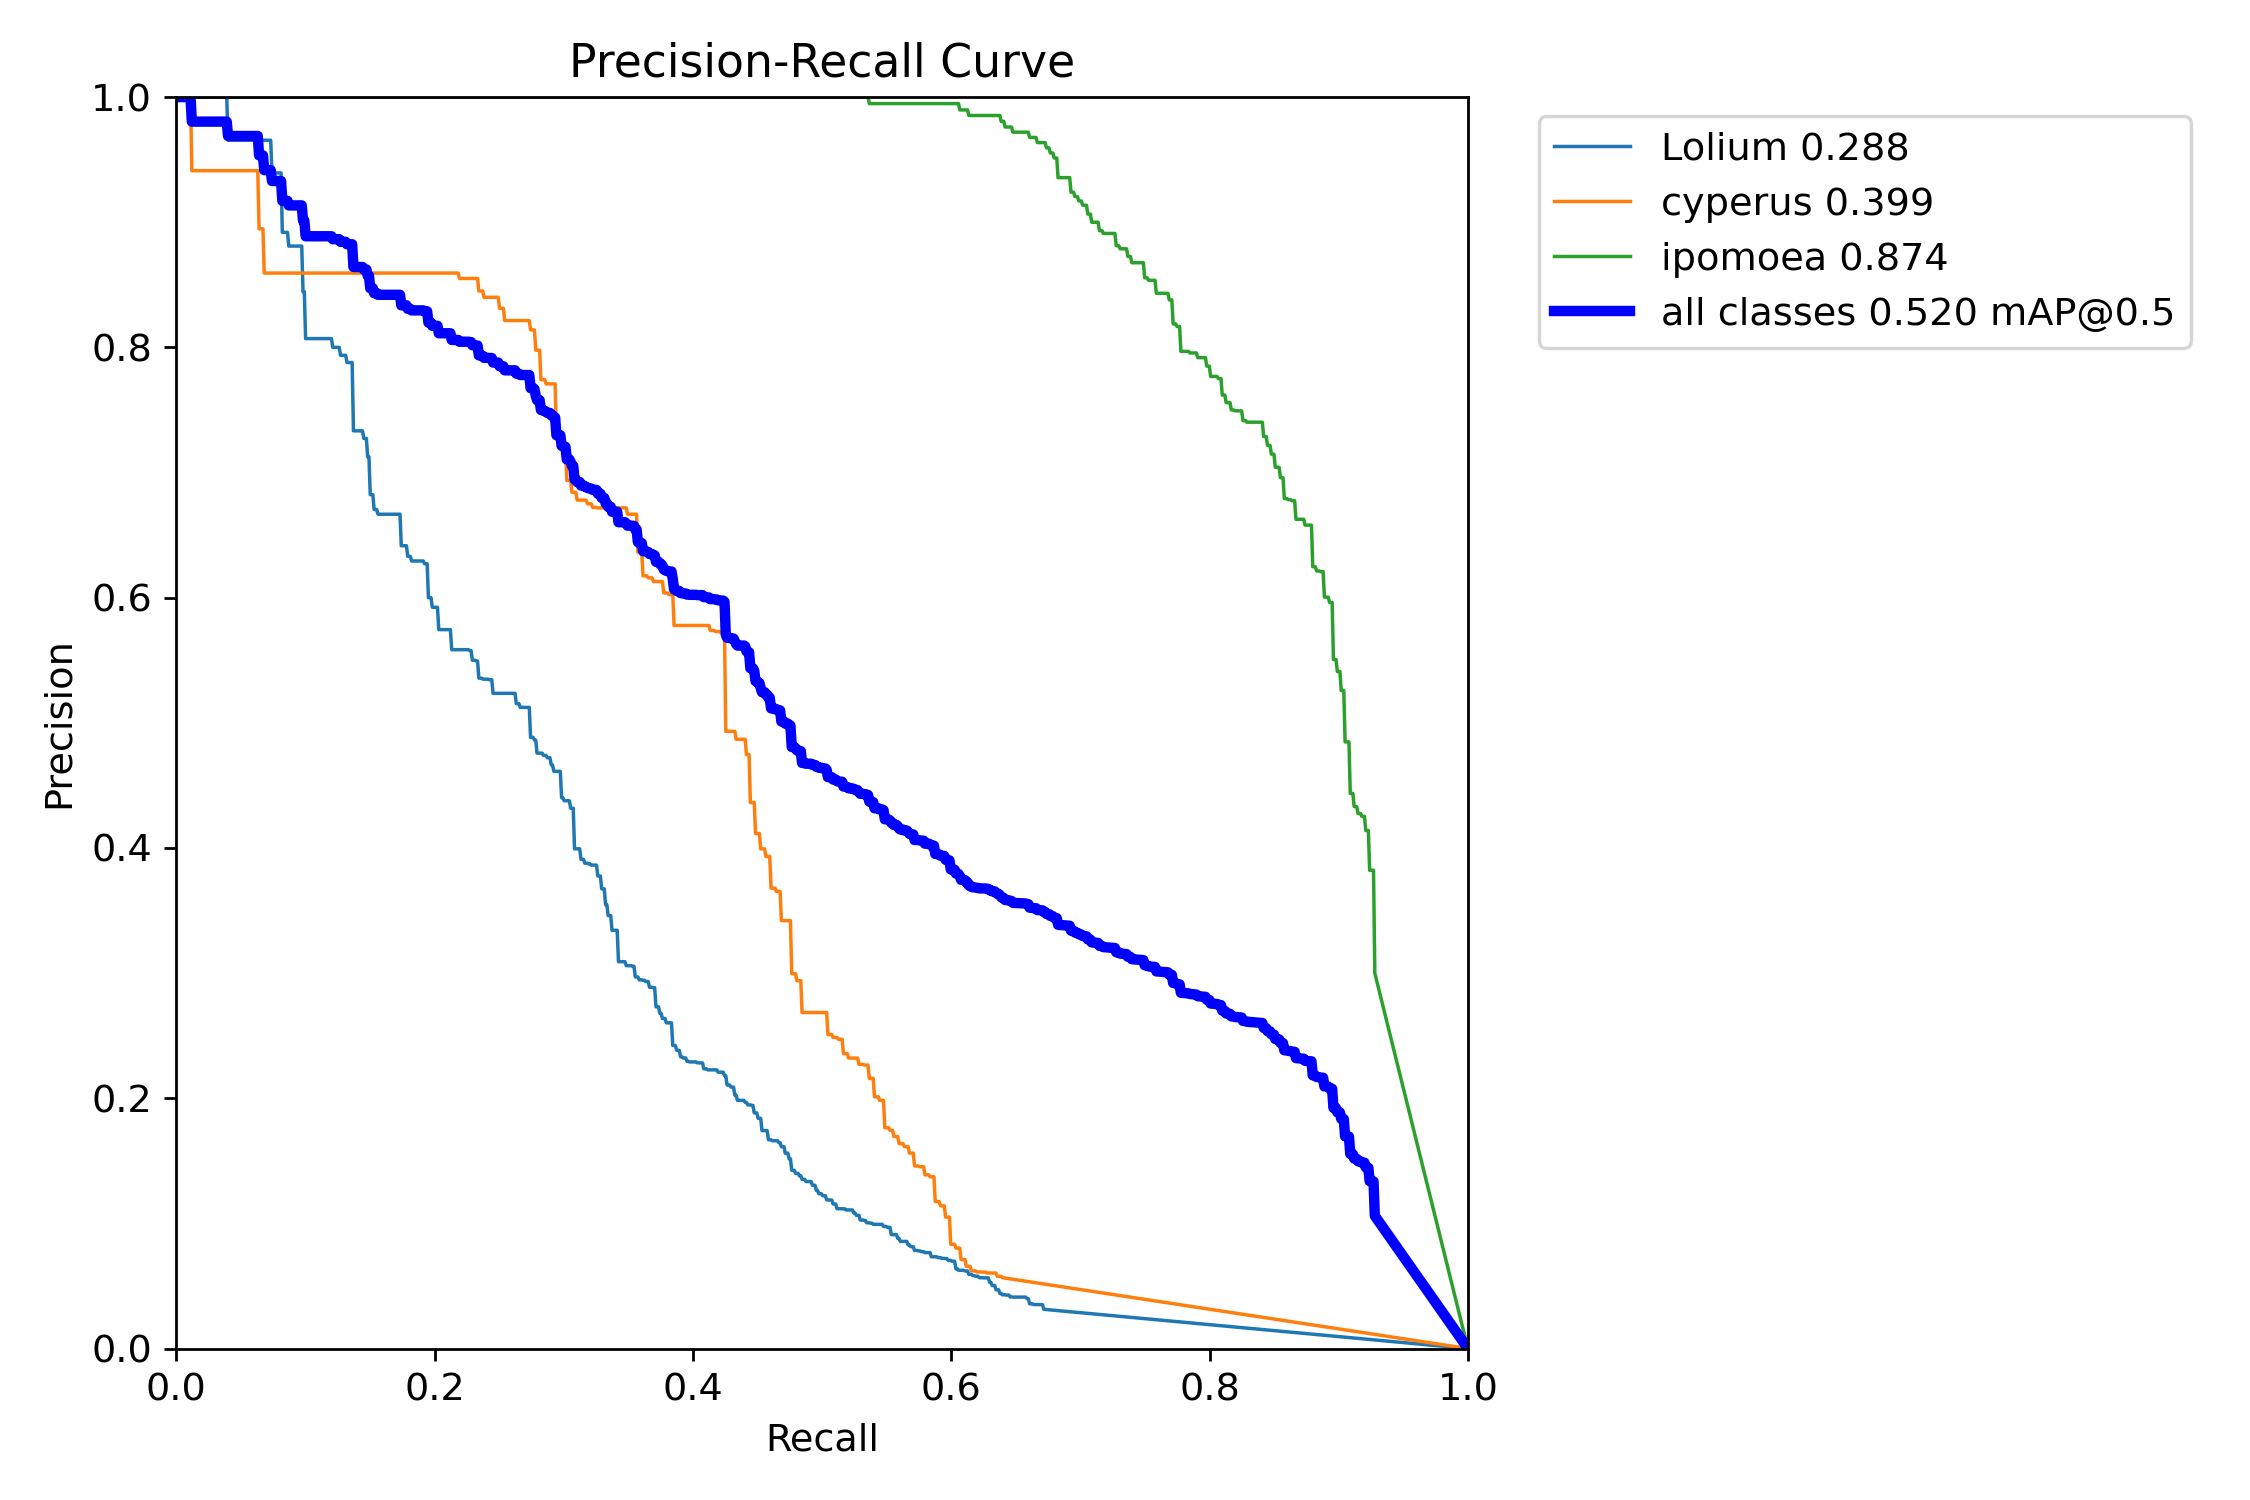 Precision-Recall Curve
1.0
0.8
0.6
0.4
0.2
0.0
Precision
0.0 0.2 0.4 0.6 0.8 1.0
Recall
Lolium 0.288
cyperus 0.399
ipomoea 0.874
all classes 0.520 mAP@0.5